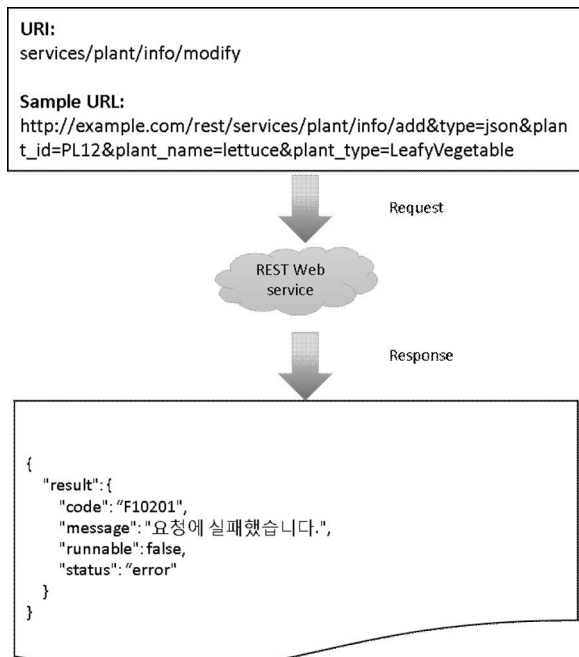 URI:
services/plant/info/modify
Sample URL:
http://example.com/rest/services/plant/info/add&type=json&plan
t_id=PL12&plant_name=lettuce&plant_type=LeafyVegetable
Request
REST Web
service
Response
{
"result": {
"code": “F10201",
"message": "요청에 실패했습니다.",
"runnable": false,
"status": “error"
}
}